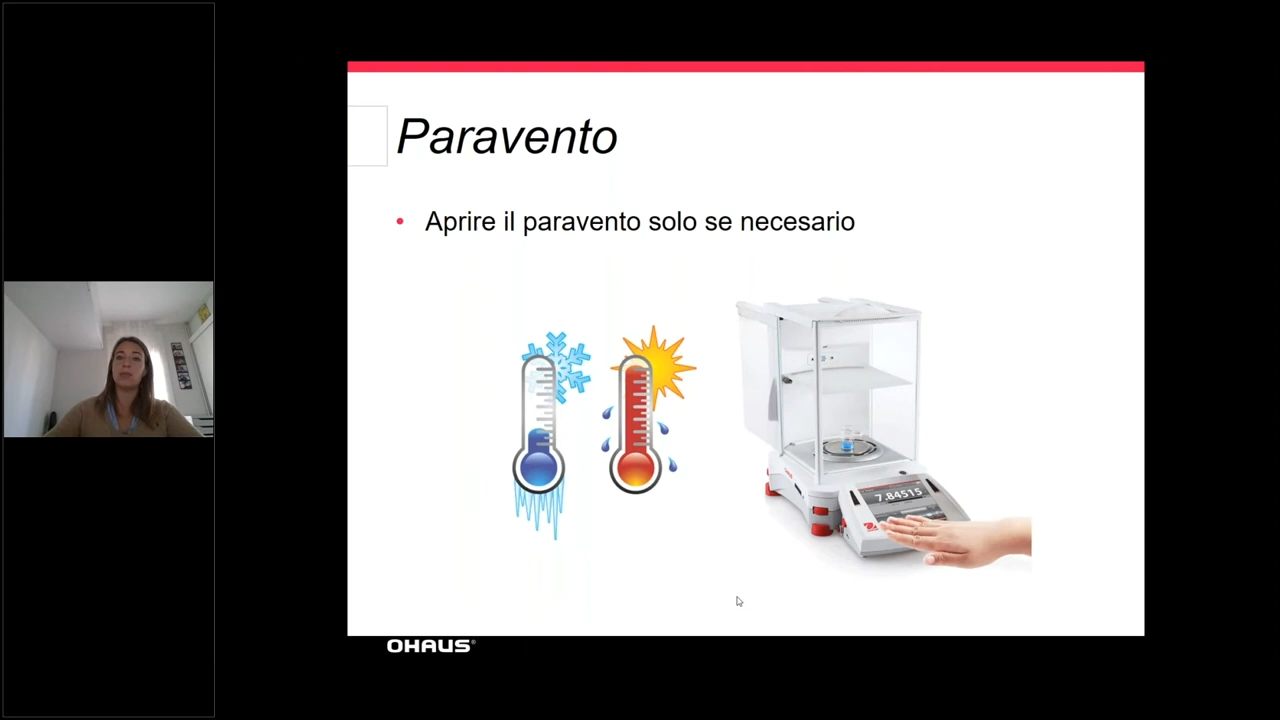 Paravento
• Aprire il paravento solo se necesario
7.84515
OHAUS®